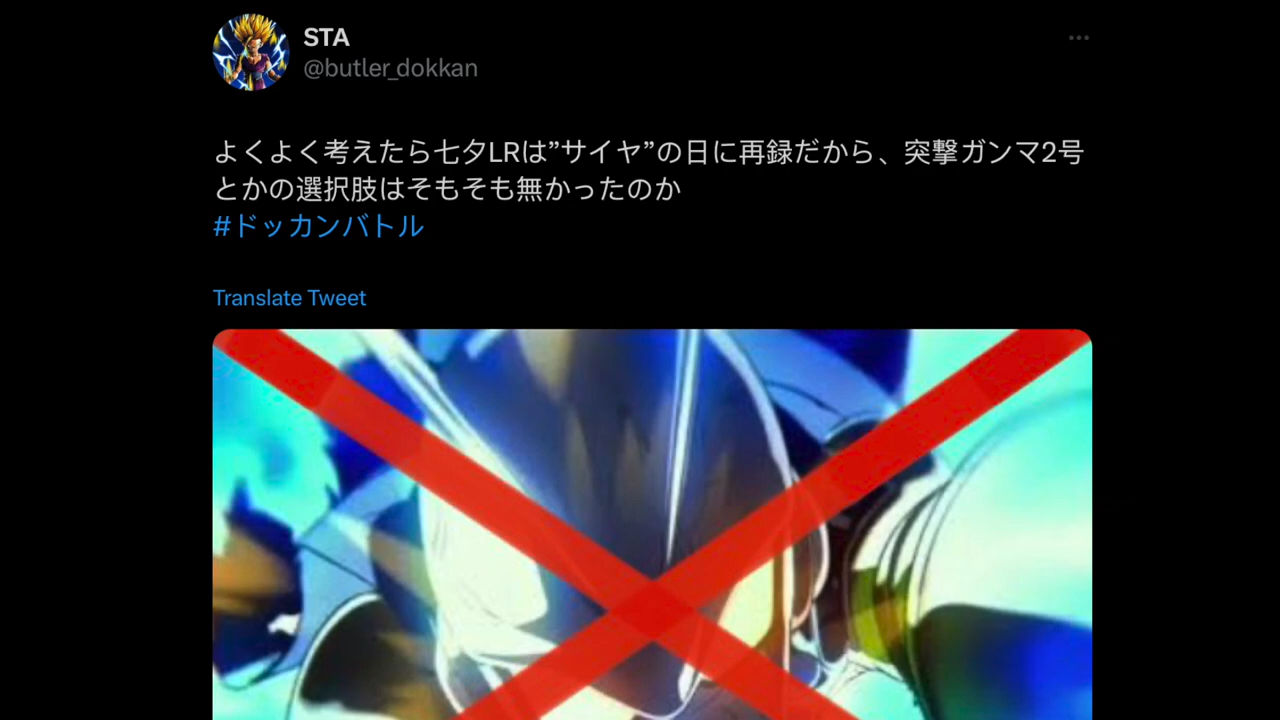 STA
@butler_dokkan
よくよく考えたら七夕LRは”サイヤ”の日に再録だから、突撃ガンマ2号
とかの選択肢はそもそも無かったのか
#ドッカンバトル
Translate Tweet